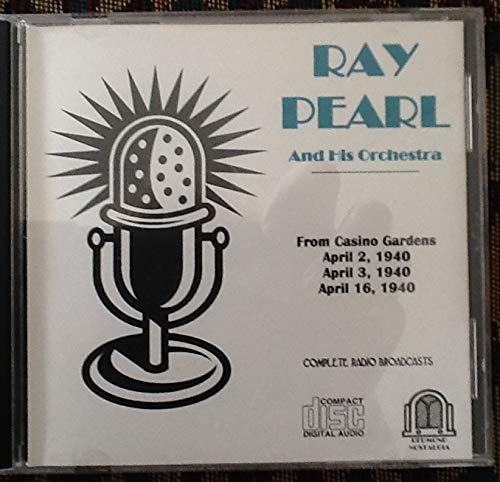 RAY
PEARL
And His Orchestra
From Casino Gardens
April 2, 1940
April 3, 1940
April 16, 1940
COMPLETE RADIO BROADCASTS
COMPACT
disc
DIGITAL AUDIO
REDMOND
NOSTALGIA